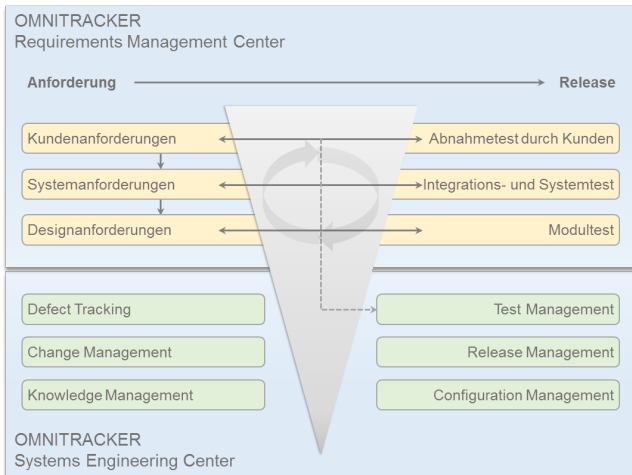 OMNITRACKER
Requirements Management Center
Anforderung
Release
Kundenanforderungen
Abnahmetest durch Kunden
Systemanforderungen
Integrations- und Systemtest
Designanforderungen
Modultest
Defect Tracking
Test Management
Change Management
Release Management
Knowledge Management
Configuration Management
OMNITRACKER
Systems Engineering Center